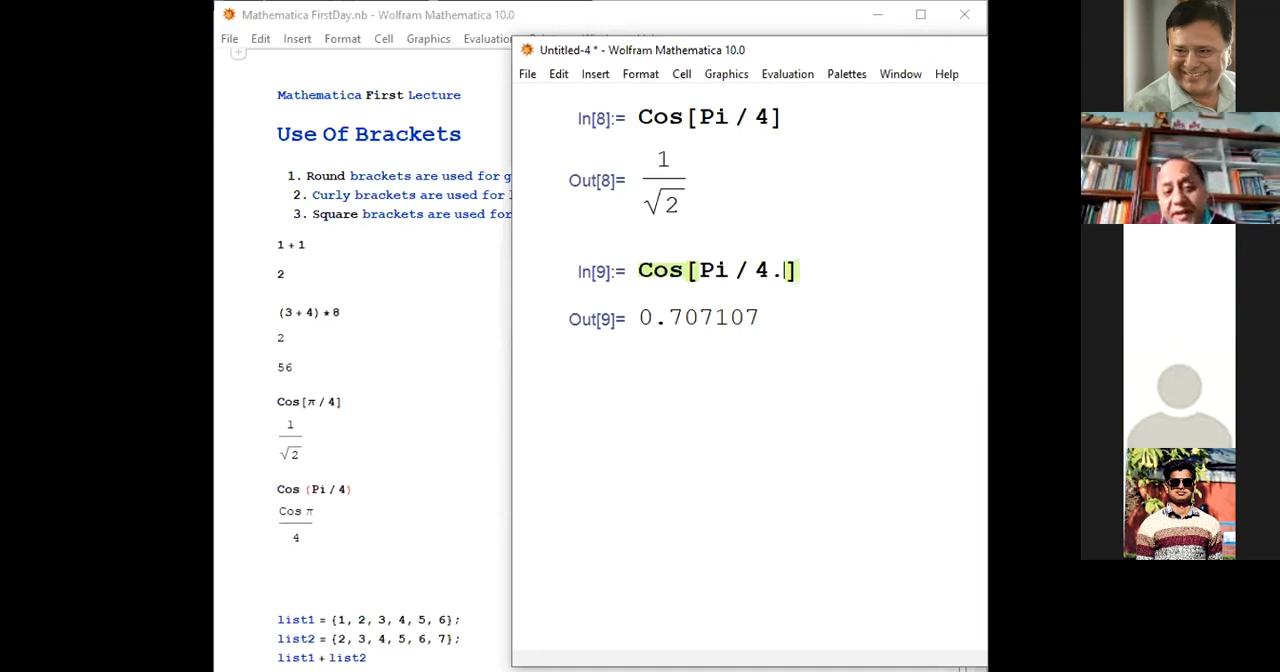 Mathematica FirstDay.nb - Wolfram Mathematica 10.0
File Edit Insert Format Cell Graphics Evaluation
Mathematica First Lecture
Use Of Brackets
1. Round brackets are used for g
2. Curly brackets are used for l
3. Square brackets are used for
1 + 1
2
(3 + 4) * 8
2
56
Cos[π / 4]
1
√2
Cos (Pi / 4)
Cos π
4
list1 = {1, 2, 3, 4, 5, 6};
list2 = {2, 3, 4, 5, 6, 7};
list1 + list2
Untitled-4 * - Wolfram Mathematica 10.0
File Edit Insert Format Cell Graphics Evaluation Palettes Window Help
In[8]:= Cos[Pi / 4]
1
Out[8]=
√2
In[9]:= Cos[Pi / 4.]
Out[9]= 0.707107